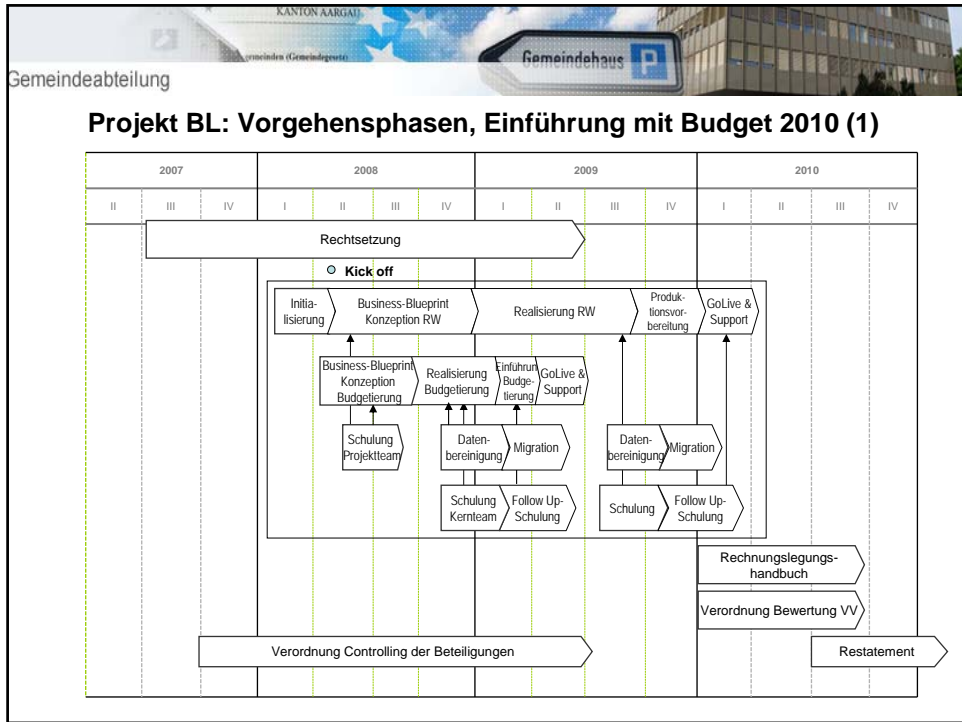 KANTON AARGAU
Gemeindehaus P
Gemeindeabteilung
Projekt BL: Vorgehensphasen, Einführung mit Budget 2010 (1)
2007 2008 2009 2010
II III IV I II III IV I II III IV I II III IV
Rechtsetzung
Kick off
Initia-
lisierung
Business-Blueprint
Konzeption RW
Realisierung RW
Produk-
tionsvor-
bereitung
GoLive &
Support
Business-Blueprint
Konzeption
Budgetierung
Realisierung
Budgetierung
Einführun
Budge-
tierung
GoLive &
Support
Schulung
Projektteam
Daten-
bereinigung
Migration
Daten-
bereinigung
Migration
Schulung
Kernteam
Follow Up-
Schulung
Schulung
Follow Up-
Schulung
Rechnungslegungs-
handbuch
Verordnung Bewertung VV
Verordnung Controlling der Beteiligungen
Restatement